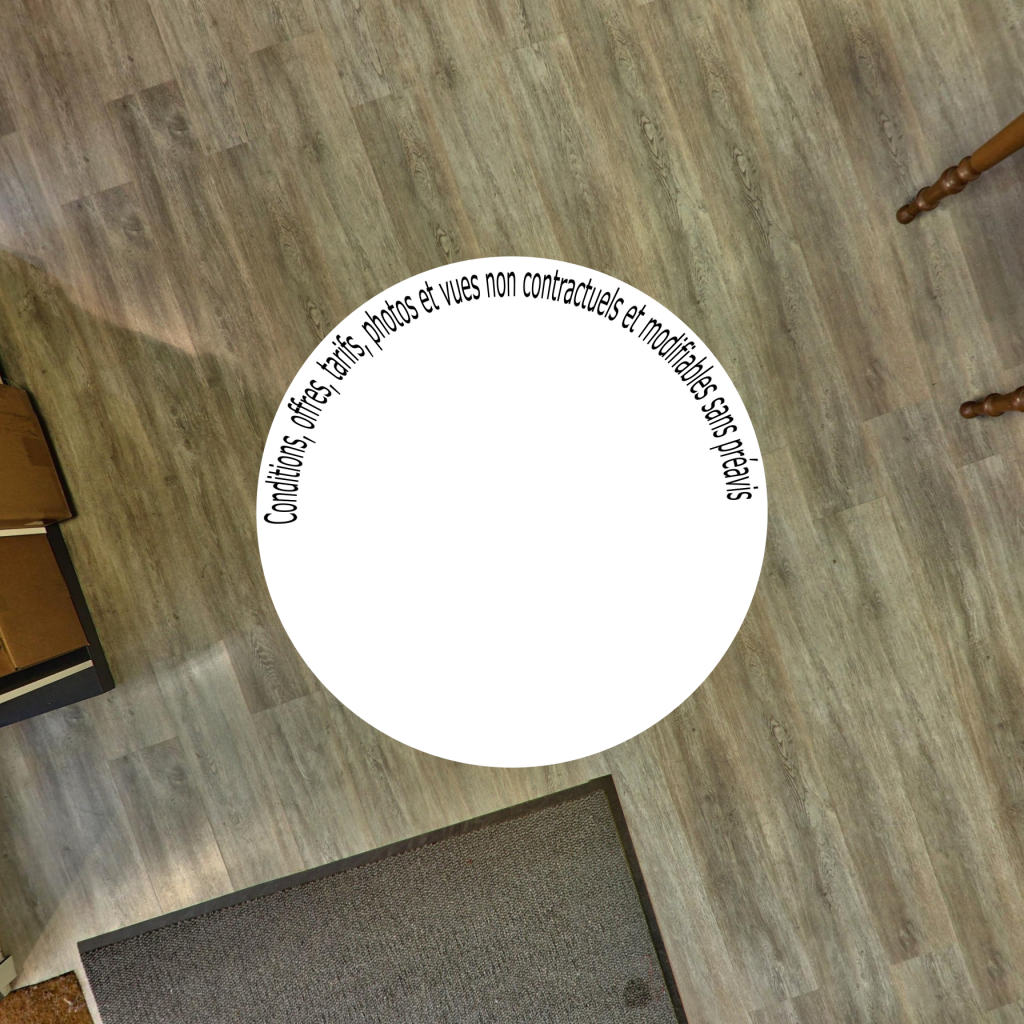 Conditions, offres, tarifs, photos et vues non contractuels et modifiables sans préavis